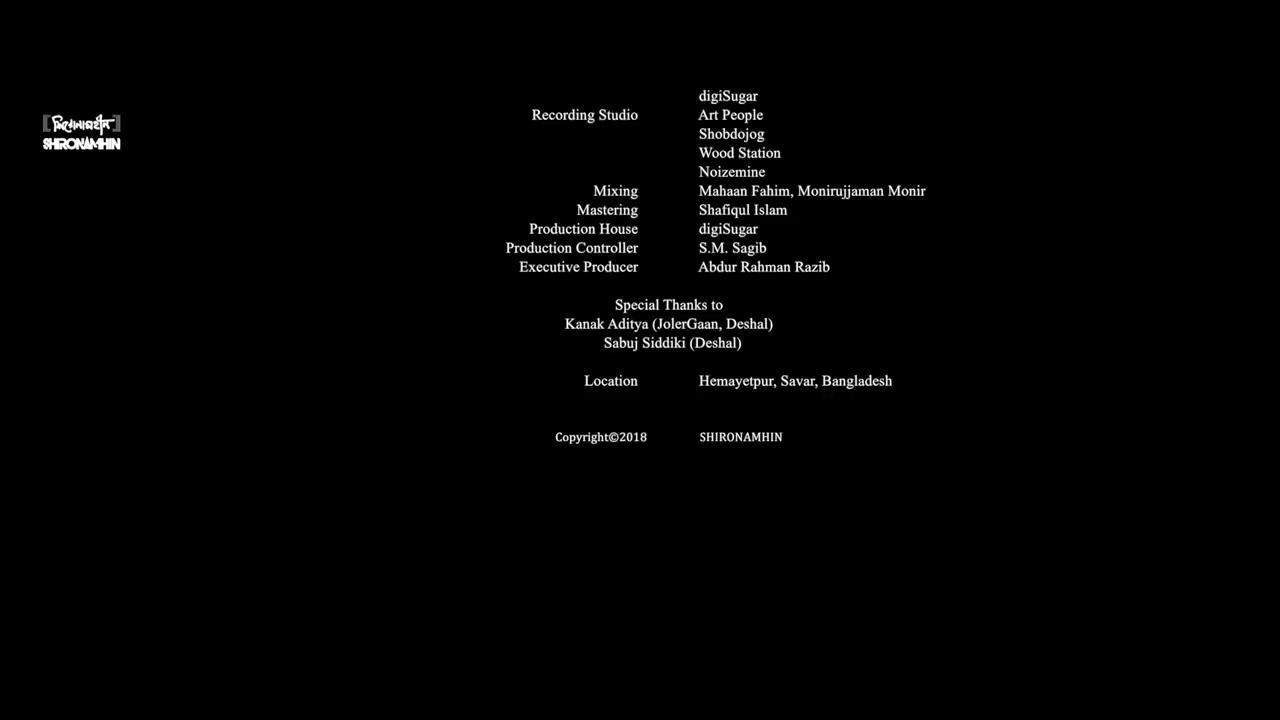 শিরোনামহীন
SHIRONAMHIN
digiSugar
Recording Studio Art People
Shobdojog
Wood Station
Noizemine
Mixing Mahaan Fahim, Monirujjaman Monir
Mastering Shafiqul Islam
Production House digiSugar
Production Controller S.M. Sagib
Executive Producer Abdur Rahman Razib
Special Thanks to
Kanak Aditya (JolerGaan, Deshal)
Sabuj Siddiki (Deshal)
Location Hemayetpur, Savar, Bangladesh
Copyright©2018 SHIRONAMHIN